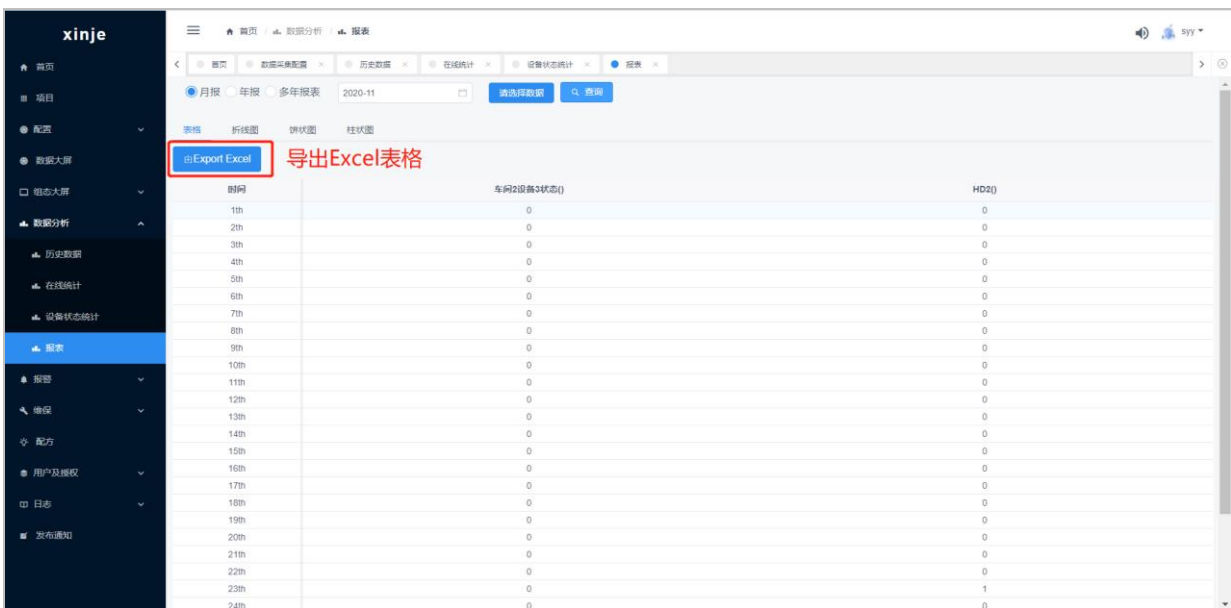 xinje
首页 / 数据分析 / 报表
syy
首页 数据采集配置 × 历史数据 × 在线统计 × 设备状态统计 × 报表 ×
月报 年报 多年报表 2020-11 请选择数据 查询
表格 折线图 饼状图 柱状图
Export Excel 导出Excel表格
首页
项目
配置
数据大屏
组态大屏
数据分析
历史数据
在线统计
设备状态统计
报表
报警
维保
配方
用户及授权
日志
发布通知
时间 车间2设备3状态() HD2()
1th 0 0
2th 0 0
3th 0 0
4th 0 0
5th 0 0
6th 0 0
7th 0 0
8th 0 0
9th 0 0
10th 0 0
11th 0 0
12th 0 0
13th 0 0
14th 0 0
15th 0 0
16th 0 0
17th 0 0
18th 0 0
19th 0 0
20th 0 0
21th 0 0
22th 0 0
23th 0 1
24th 0 0